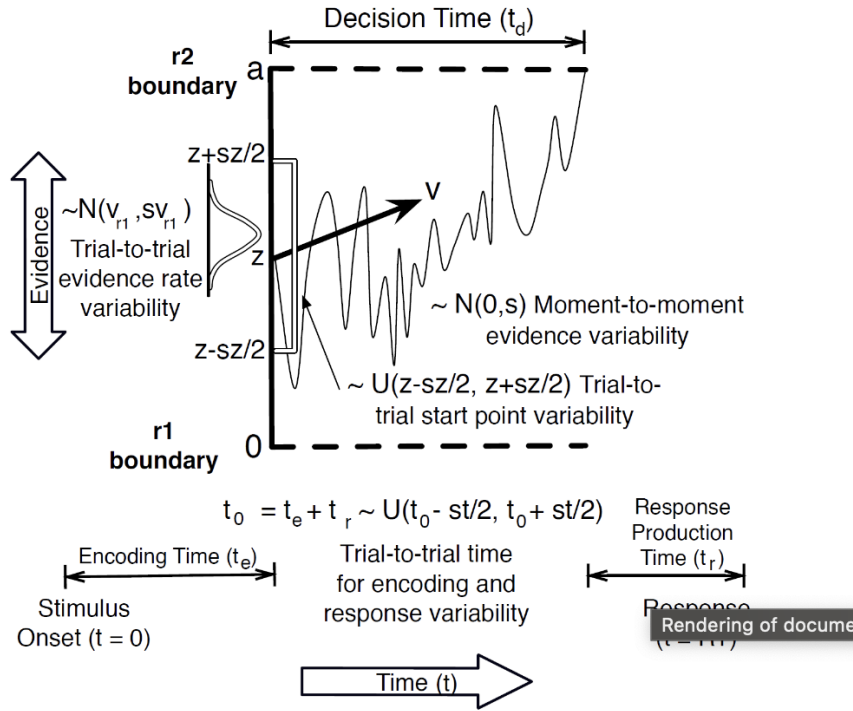 Decision Time (t_d)
r2
boundary
a
z+sz/2
~N(v_r1,sv_r1)
Trial-to-trial
evidence rate
variability
Evidence
v
z
~ N(0,s) Moment-to-moment
evidence variability
z-sz/2
~ U(z-sz/2, z+sz/2) Trial-to-
trial start point variability
r1
boundary
0
t_0 = t_e + t_r ~ U(t_0- st/2, t_0+ st/2)
Response
Production
Time (t_r)
Encoding Time (t_e)
Trial-to-trial time
for encoding and
response variability
Stimulus
Onset (t = 0)
Response
Rendering of docume
Time (t)